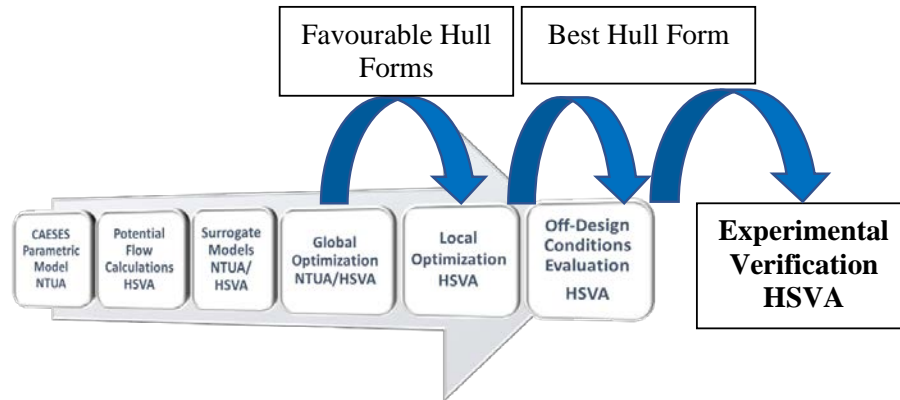 Favourable Hull
Forms
Best Hull Form
CAESES
Parametric
Model
NTUA
Potential
Flow
Calculations
HSVA
Surrogate
Models
NTUA/
HSVA
Global
Optimization
NTUA/HSVA
Local
Optimization
HSVA
Off-Design
Conditions
Evaluation
HSVA
Experimental
Verification
HSVA